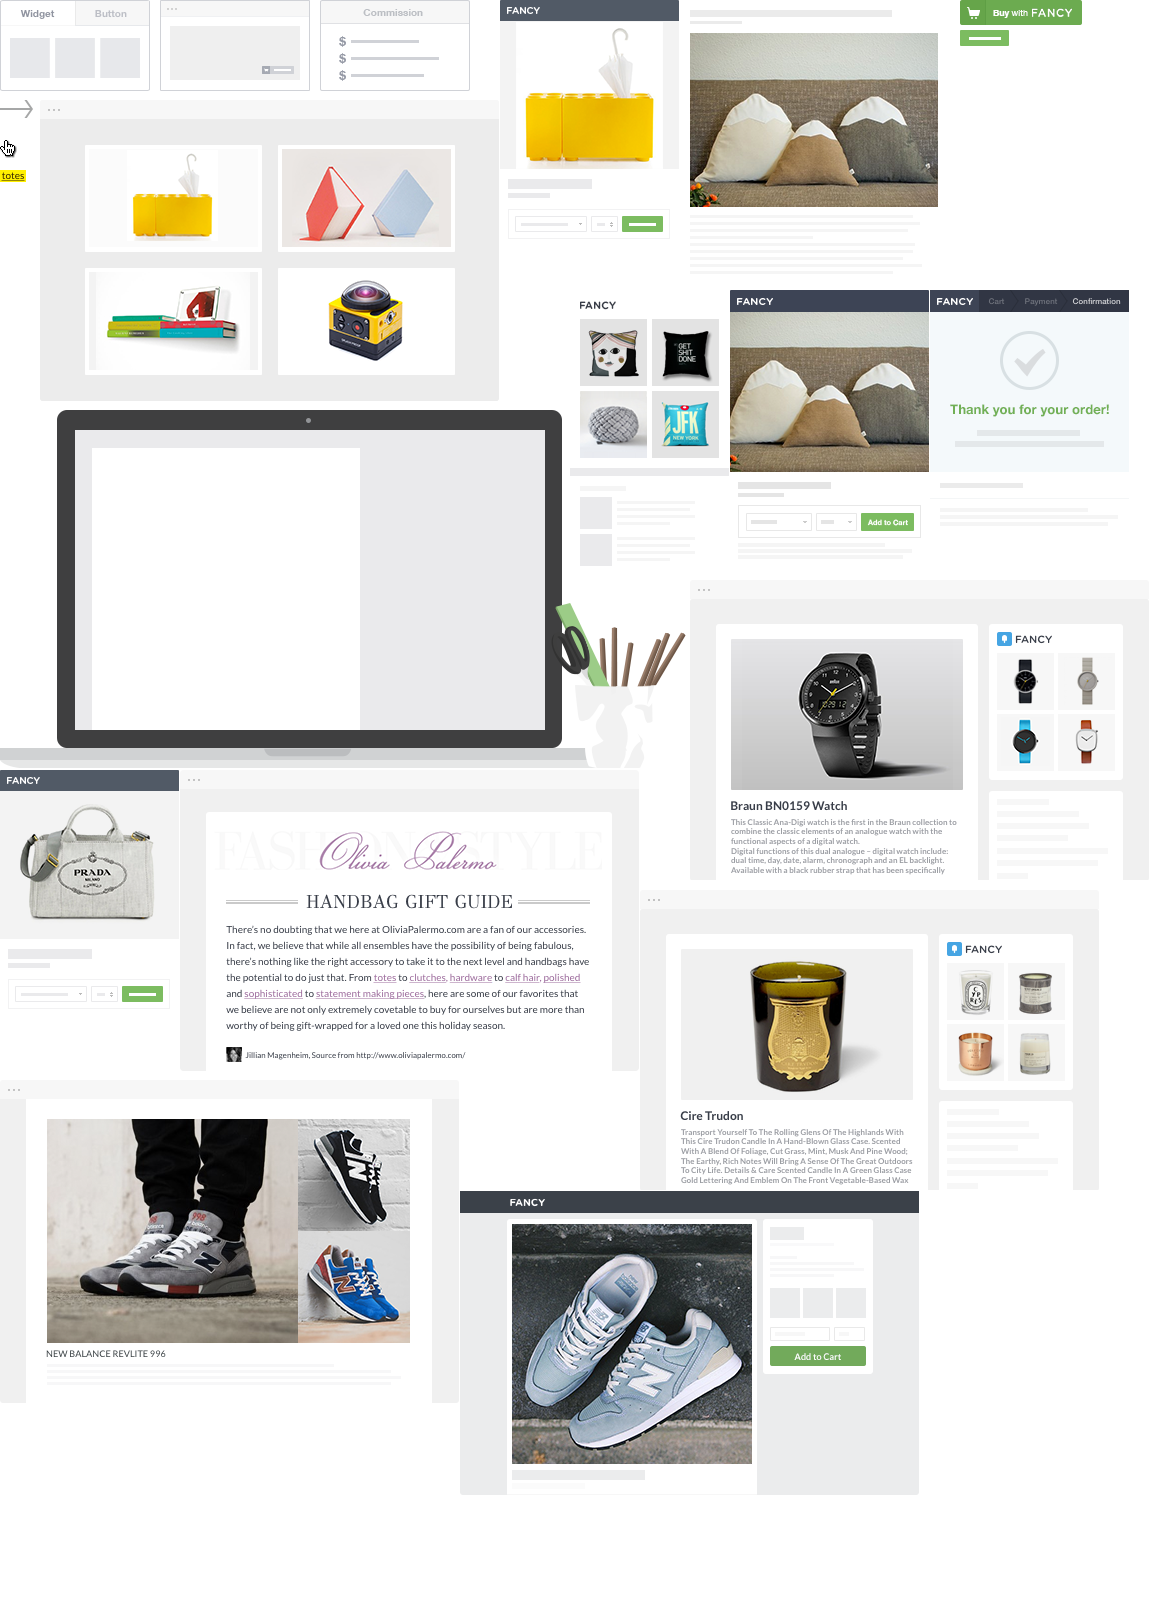 Widget
Button
Commission
$
$
$
FANCY
Buy with FANCY
totes
FANCY
GET
SHIT
DONE
JFK
NEW YORK
FANCY
Add to Cart
FANCY
Cart
Payment
Confirmation
Thank you for your order!
FANCY
Braun BN0159 Watch
This Classic Ana-Digi watch is the first in the Braun collection to
combine the classic elements of an analogue watch with the
functional aspects of a digital watch.
Digital functions of this dual analogue – digital watch include:
dual time, day, date, alarm, chronograph and an EL backlight.
Available with a black rubber strap that has been specifically
FANCY
PRADA
MILANO
FASHION STYLE
Olivia Palermo
HANDBAG GIFT GUIDE
There's no doubting that we here at OliviaPalermo.com are a fan of our accessories.
In fact, we believe that while all ensembles have the possibility of being fabulous,
there's nothing like the right accessory to take it to the next level and handbags have
the potential to do just that. From totes to clutches, hardware to calf hair, polished
and sophisticated to statement making pieces, here are some of our favorites that
we believe are not only extremely covetable to buy for ourselves but are more than
worthy of being gift-wrapped for a loved one this holiday season.
Jillian Magenheim, Source from http://www.oliviapalermo.com/
FANCY
Cire Trudon
Transport Yourself To The Rolling Glens Of The Highlands With
This Cire Trudon Candle In A Hand-Blown Glass Case. Scented
With A Blend Of Foliage, Cut Grass, Mint, Musk And Pine Wood;
The Earthy, Rich Notes Will Bring A Sense Of The Great Outdoors
To City Life. Details & Care Scented Candle In A Green Glass Case
Gold Lettering And Emblem On The Front Vegetable-Based Wax
998
N
NEW BALANCE REVLITE 996
FANCY
N
Add to Cart